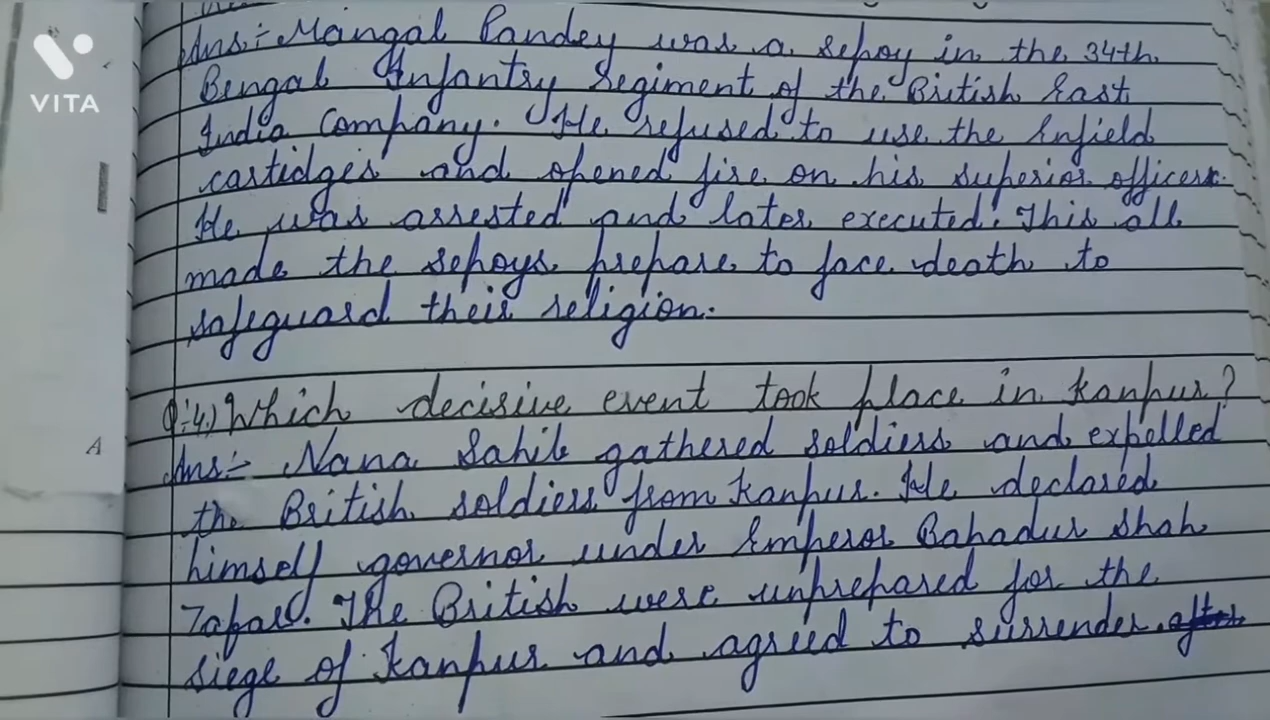 VITA
Ans:- Mangal Pandey was a sepoy in the 34th
Bengal Infantry regiment of the British East
India Company. He refused to use the Enfield
cartidges and opened fire on his superior officers.
He was arrested and later executed. This all
made the sepoys prepare to face death to
safeguard their religion.
Q:-4.) Which decisive event took place in Kanpur?
Ans:- Nana Sahib gathered soldiers and expelled
the British soldiers from Kanpur. He declared
himself governor under Emperor Bahadur Shah
Zafar. The British were unprepared for the
A
siege of Kanpur and agreed to surrender